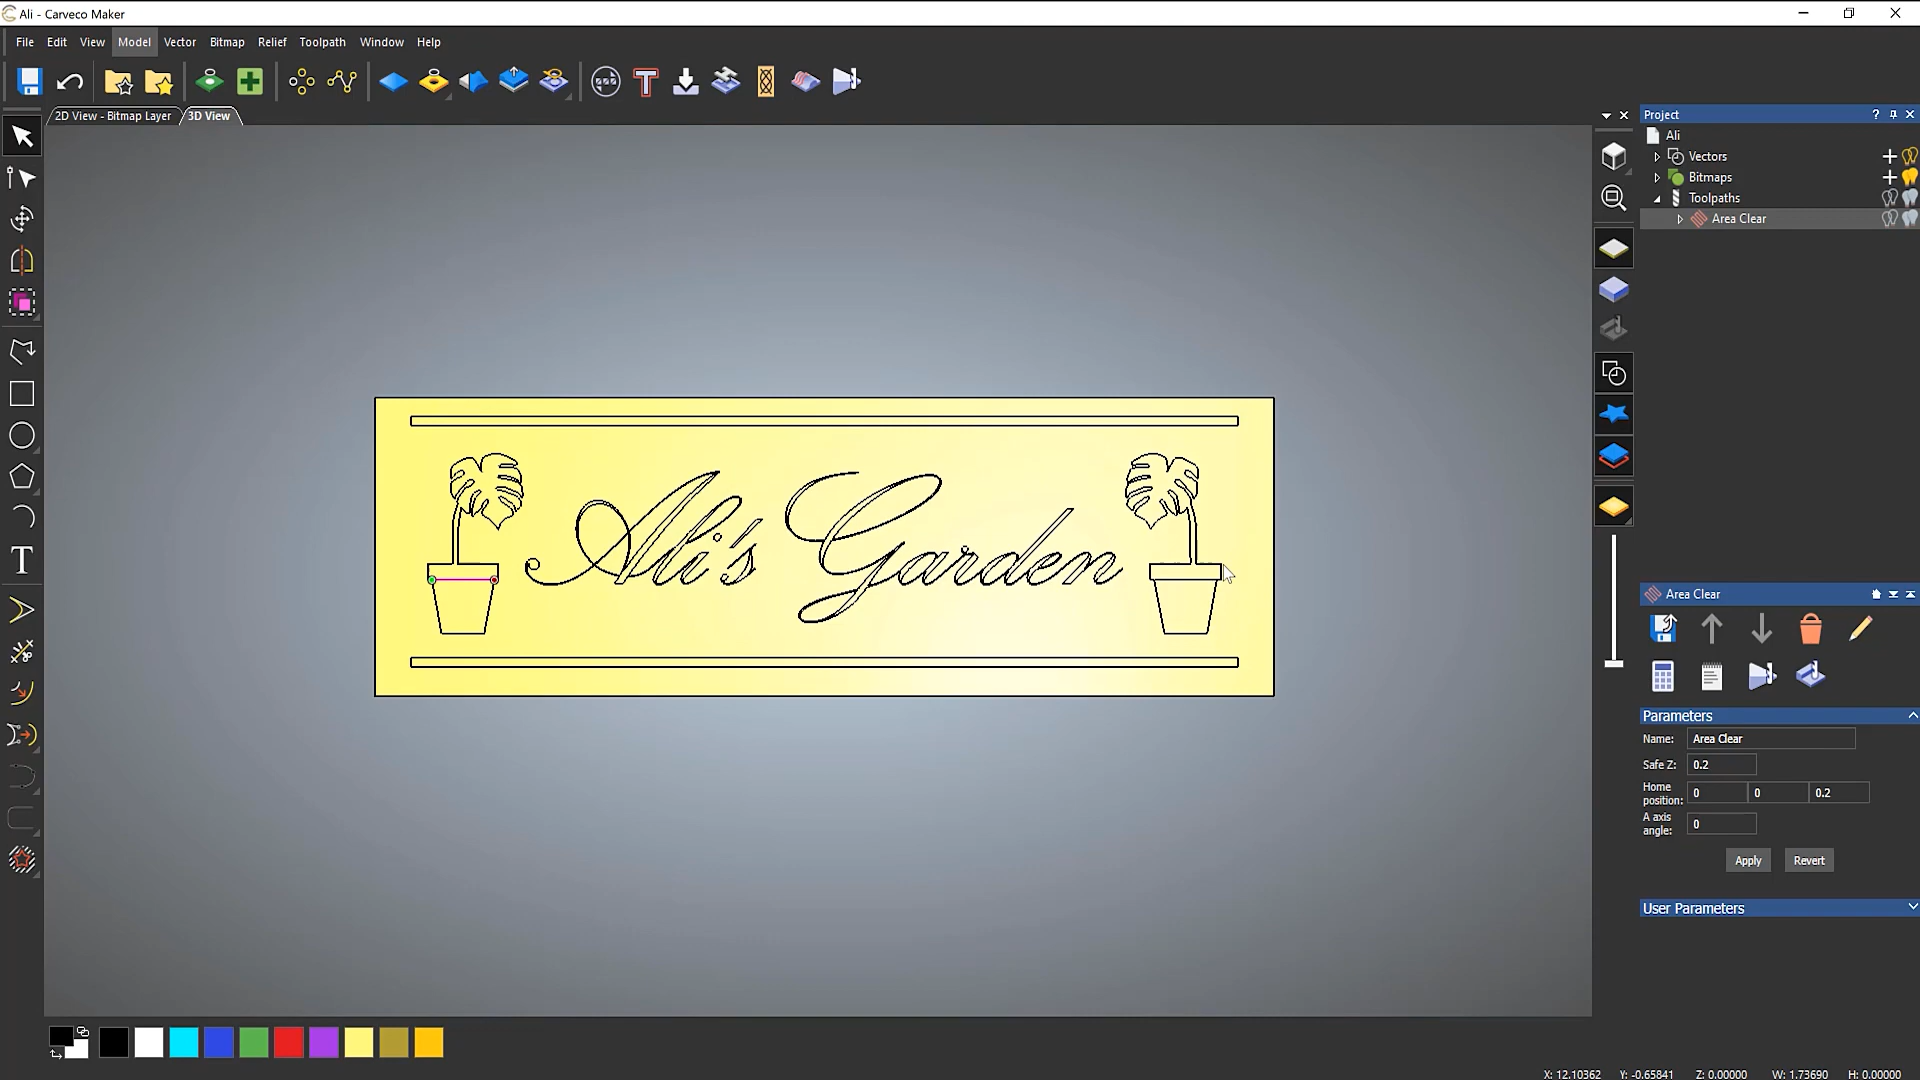 Ali - Carveco Maker
File Edit View Model Vector Bitmap Relief Toolpath Window Help
2D View - Bitmap Layer 3D View
Project ?
Ali
Vectors
Bitmaps
Toolpaths
Area Clear
Ali's Garden
T
Area Clear
Parameters
Name: Area Clear
Safe Z: 0.2
Home position: 0 0 0.2
A axis angle: 0
Apply Revert
User Parameters
X: 12.10362 Y: -0.65841 Z: 0.00000 W: 1.73690 H: 0.00000